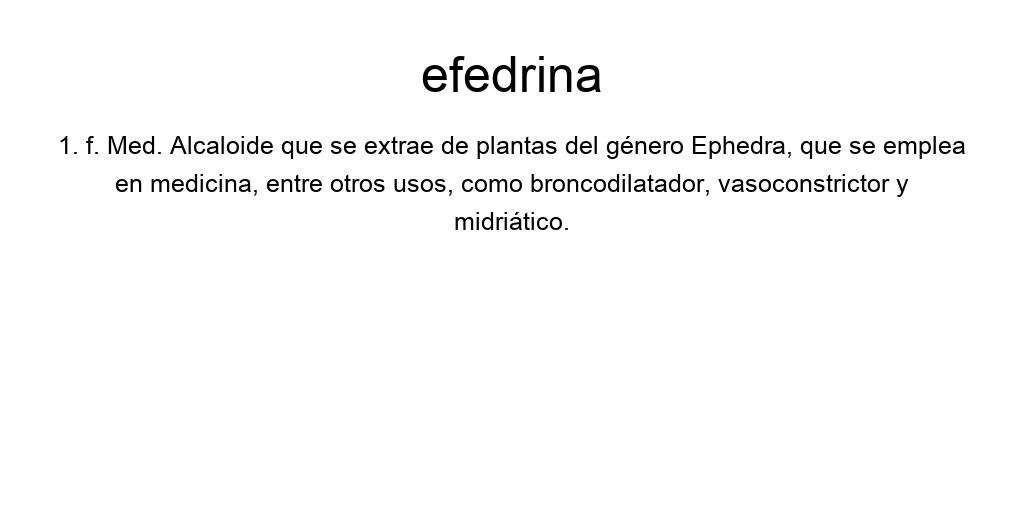 efedrina
1. f. Med. Alcaloide que se extrae de plantas del género Ephedra, que se emplea
en medicina, entre otros usos, como broncodilatador, vasoconstrictor y
midriático.